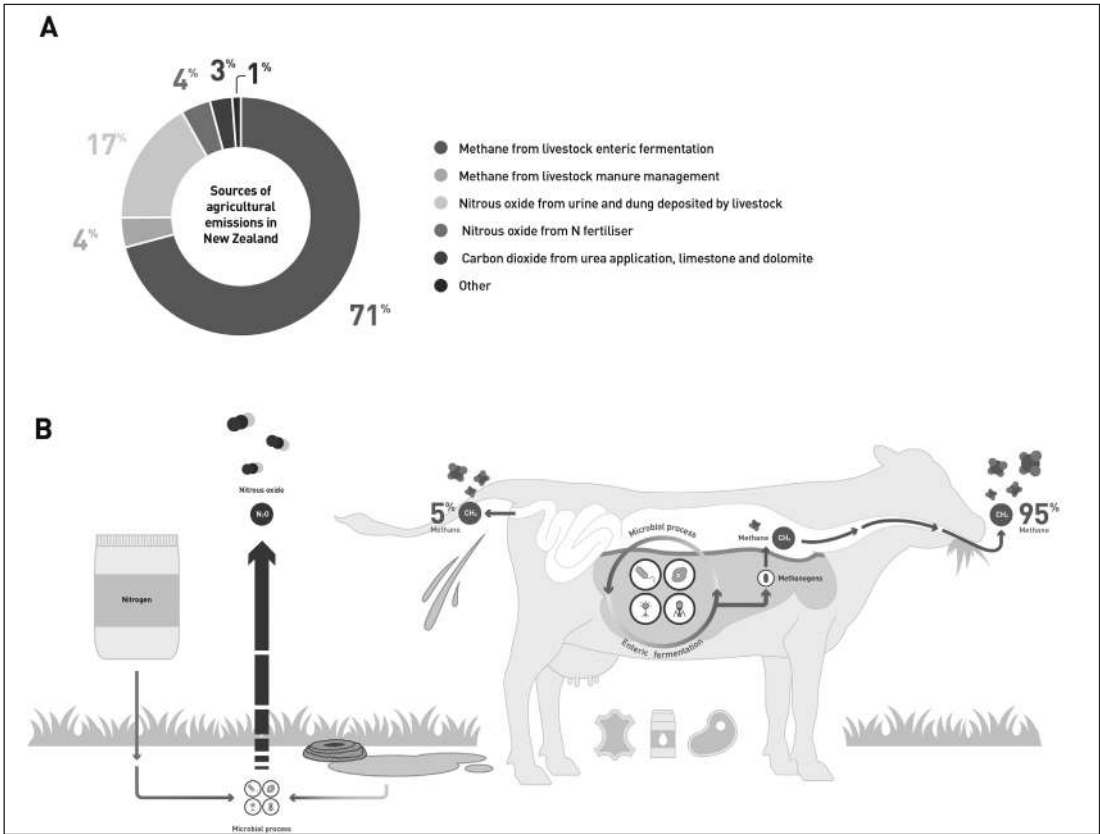 A
4%
3%
1%
17%
4%
71%
Sources of
agricultural
emissions in
New Zealand
Methane from livestock enteric fermentation
Methane from livestock manure management
Nitrous oxide from urine and dung deposited by livestock
Nitrous oxide from N fertiliser
Carbon dioxide from urea application, limestone and dolomite
Other
B
Nitrous oxide
N₂O
Nitrogen
Microbial process
5%
Methane
CH₄
Microbial process
Enteric fermentation
Methane
CH₄
Methanogens
CH₄
95%
Methane